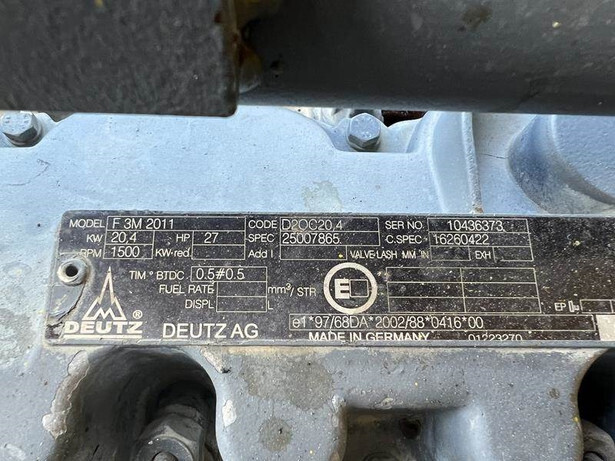 MODEL F 3M 2011 CODE D2OC20,4 SER NO. 10436373
KW 20,4 HP 27 SPEC 25007865 C.SPEC 16260422
RPM 1500 KW-red. Add I VALVE-LASH MM IN EXH
TIM ° BTDC 0.5#0.5
FUEL RATE mm³/ STR E
DISPL L EP
DEUTZ ® DEUTZ AG e1*97/68DA*2002/88*0416*00
MADE IN GERMANY 01223270